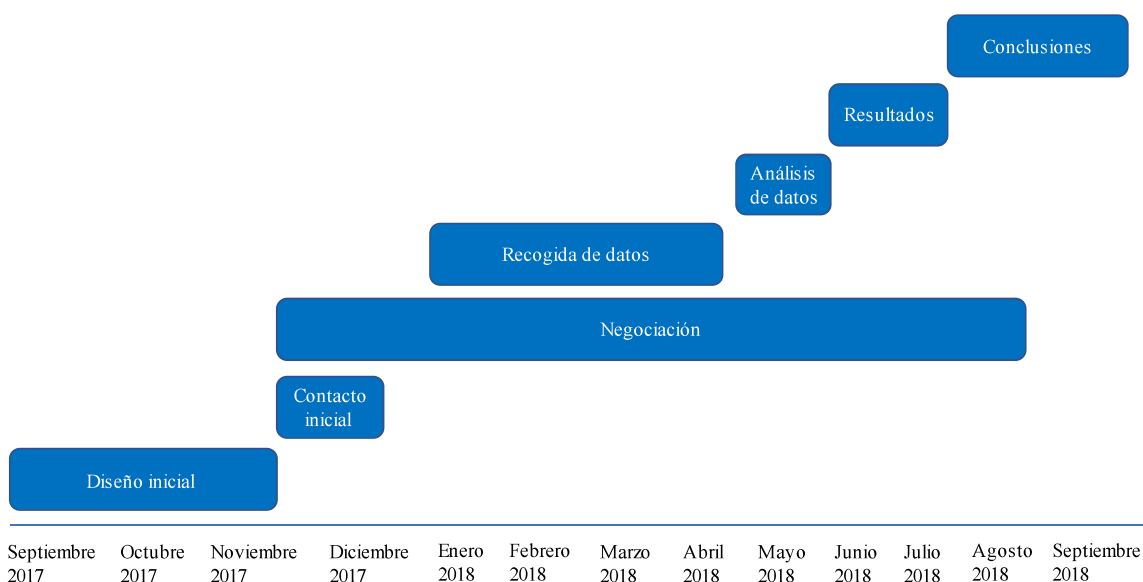 Conclusiones
Resultados
Análisis
de datos
Recogida de datos
Negociación
Contacto
inicial
Diseño inicial
Septiembre Octubre Noviembre Diciembre Enero Febrero Marzo Abril Mayo Junio Julio Agosto Septiembre
2017 2017 2017 2017 2018 2018 2018 2018 2018 2018 2018 2018 2018